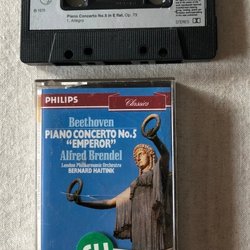 Piano Concerto No.5 in E flat, Op. 73
1. Allegro
PHILIPS
Classics
Beethoven
PIANO CONCERTO No.5
"EMPEROR"
Alfred Brendel
London Philharmonic Orchestra
BERNARD HAITINK